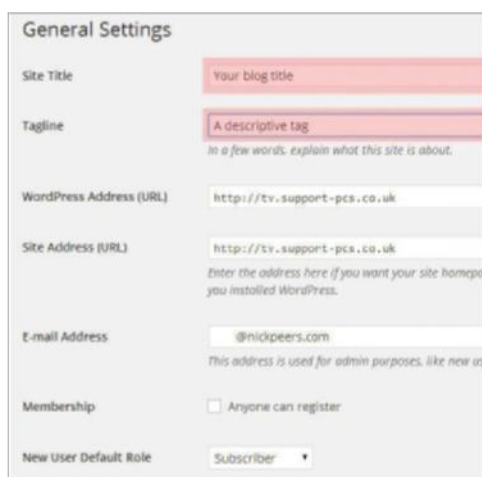 General Settings
Site Title
Your blog title
Tagline
A descriptive tag
In a few words, explain what this site is about.
WordPress Address (URL)
http://tv.support-pcs.co.uk
Site Address (URL)
http://tv.support-pcs.co.uk
Enter the address here if you want your site
you installed WordPress.
E-mail Address
@nickpeers.com
This address is used for admin purposes, like new
Membership
Anyone can register
New User Default Role
Subscriber